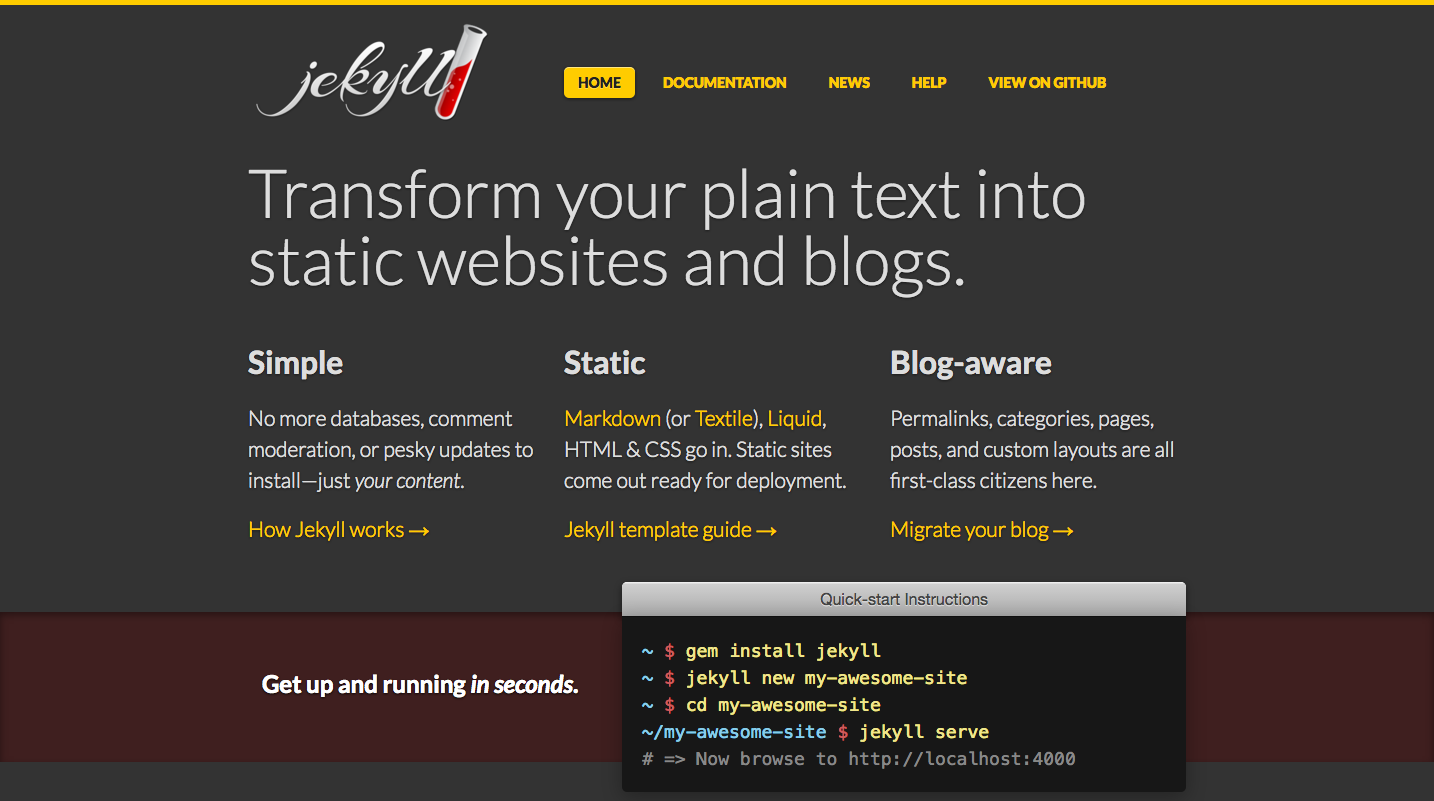 jekyll
HOME DOCUMENTATION NEWS HELP VIEW ON GITHUB
Transform your plain text into
static websites and blogs.
Simple
No more databases, comment
moderation, or pesky updates to
install—just your content.
How Jekyll works →
Static
Markdown (or Textile), Liquid,
HTML & CSS go in. Static sites
come out ready for deployment.
Jekyll template guide →
Blog-aware
Permalinks, categories, pages,
posts, and custom layouts are all
first-class citizens here.
Migrate your blog →
Get up and running in seconds.
Quick-start Instructions
~ $ gem install jekyll
~ $ jekyll new my-awesome-site
~ $ cd my-awesome-site
~/my-awesome-site $ jekyll serve
# => Now browse to http://localhost:4000